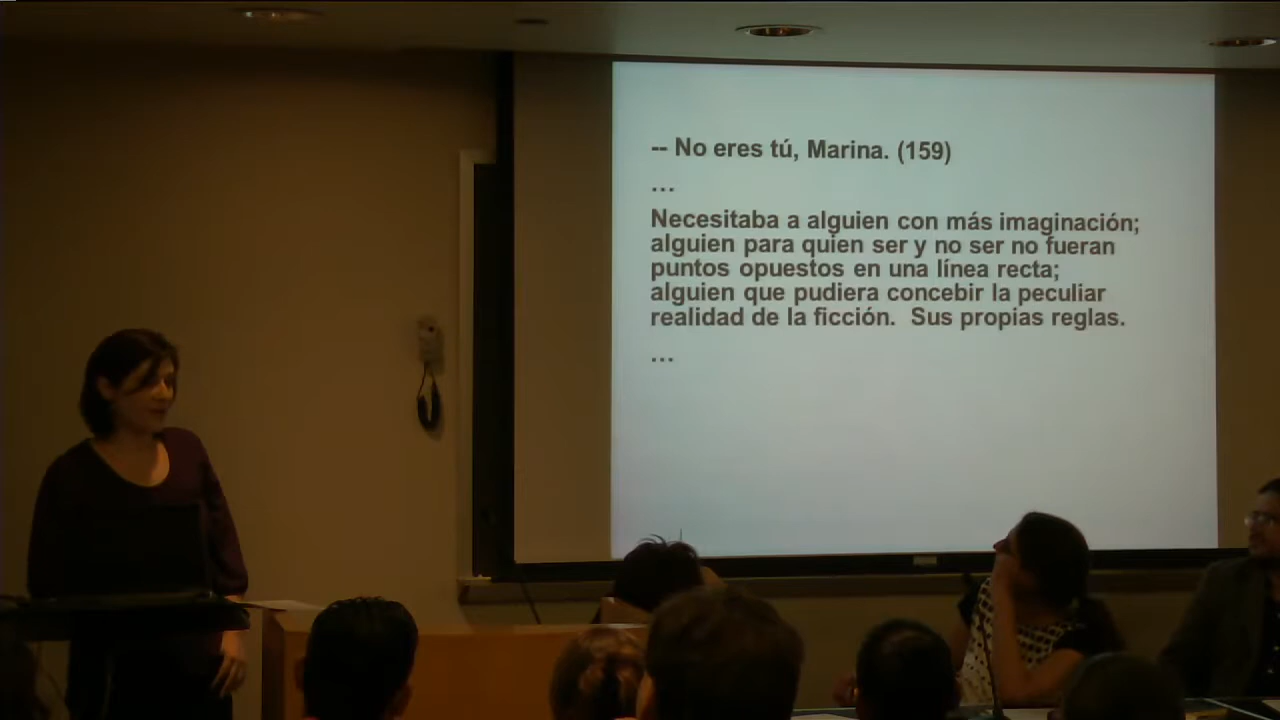 -- No eres tú, Marina. (159)
...
Necesitaba a alguien con más imaginación;
alguien para quien ser y no ser no fueran
puntos opuestos en una línea recta;
alguien que pudiera concebir la peculiar
realidad de la ficción.  Sus propias reglas.
...